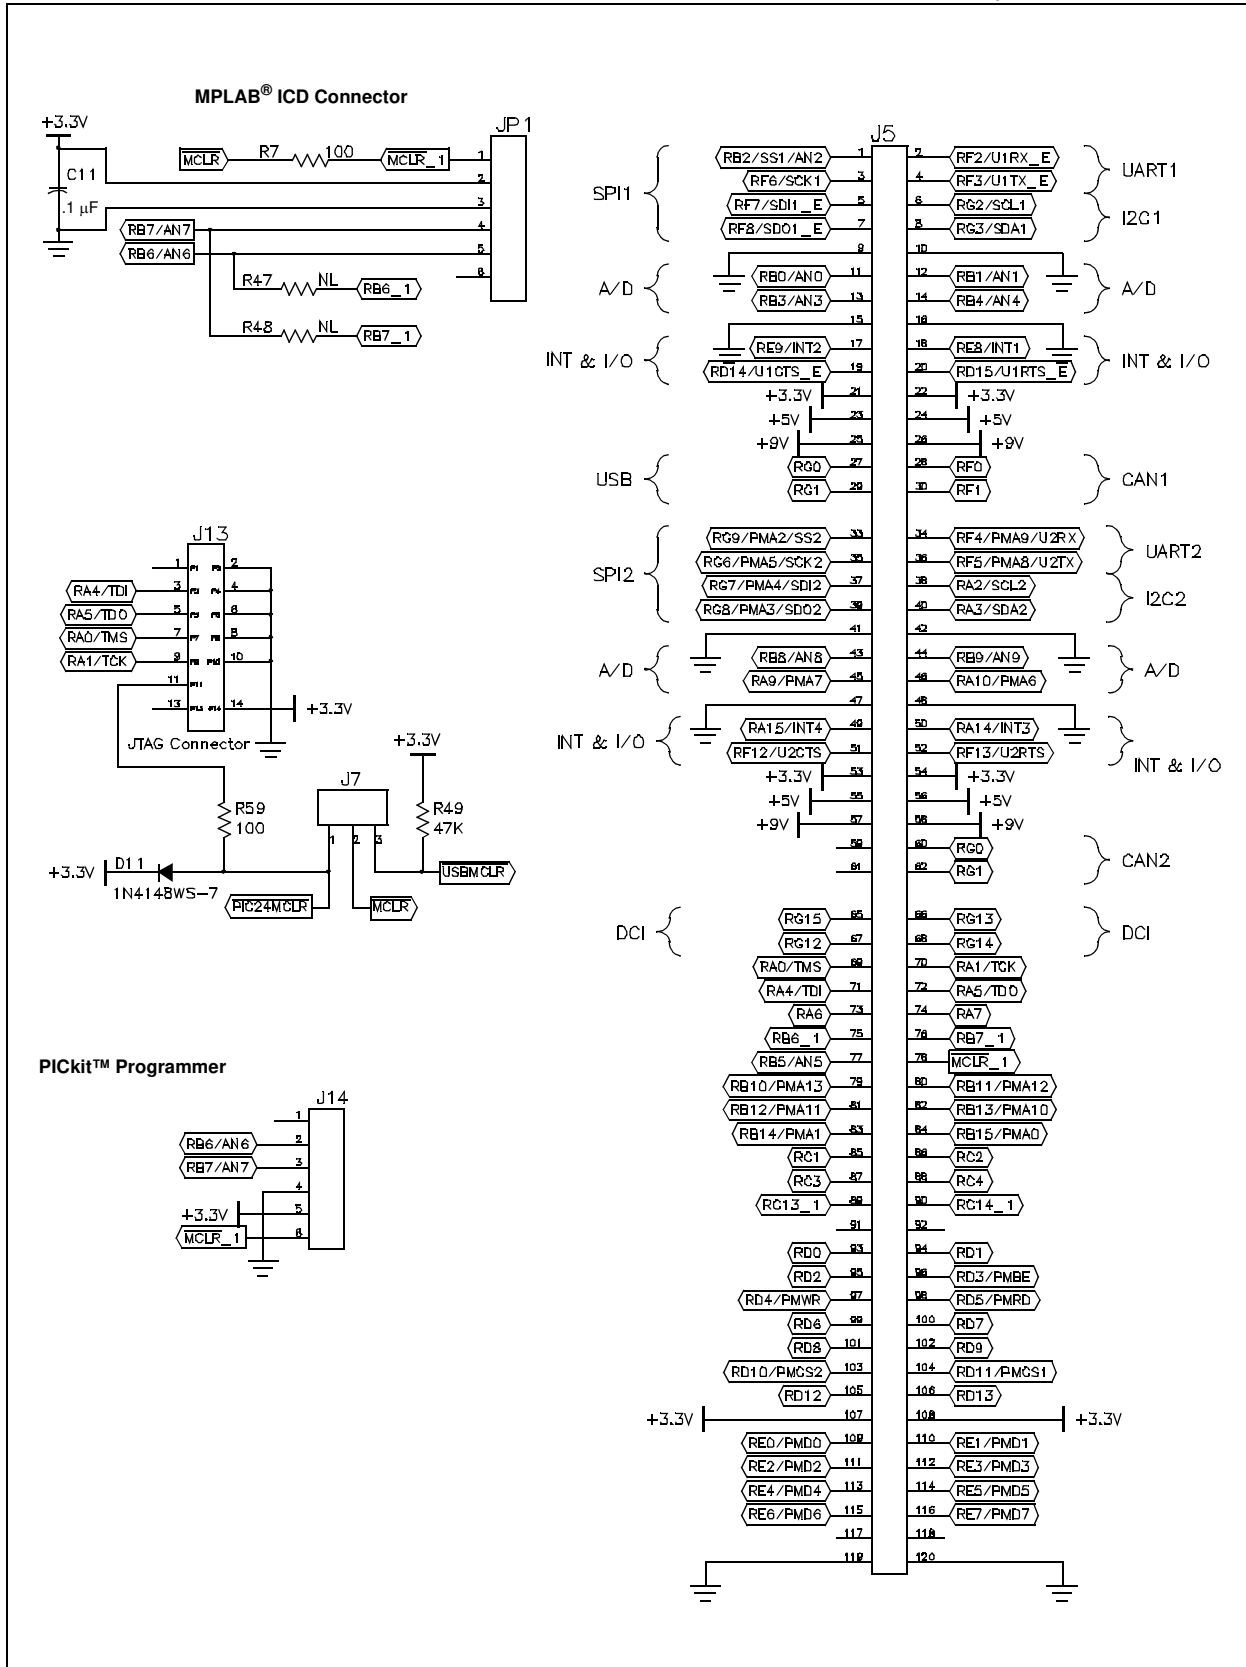 MPLAB® ICD Connector
+3.3V
JP1
MCLR R7 100 MCLR_1 1
C11
2
.1 µF
3
RB7/AN7 4
RB6/AN6 5
R47 NL RB6_1 6
R48 NL RB7_1
J13
1 P1 P2 2
RA4/TDI 3 P3 P4 4
RA5/TDO 5 P5 P6 6
RA0/TMS 7 P7 P8 8
RA1/TCK 9 P9 P10 10
11 P11
13 P13 P14 14 +3.3V
JTAG Connector
+3.3V
J7
R59
100
R49
47K
1 2 3
+3.3V D11
1N4148WS-7
USBMCLR
PIC24MCLR MCLR
PICkit™ Programmer
J14
1
RB6/AN6 2
RB7/AN7 3
4
+3.3V 5
MCLR_1 6
J5
RB2/SS1/AN2 1 2 RF2/U1RX_E
SPI1 UART1
RF6/SCK1 3 4 RF3/U1TX_E
RF7/SDI1_E 5 6 RG2/SCL1
I2C1
RF8/SDO1_E 7 8 RG3/SDA1
9 10
RB0/AN0 11 12 RB1/AN1
A/D A/D
RB3/AN3 13 14 RB4/AN4
15 16
RE9/INT2 17 18 RE8/INT1
INT & I/O INT & I/O
RD14/U1CTS_E 19 20 RD15/U1RTS_E
+3.3V 21 22 +3.3V
+5V 23 24 +5V
+9V 25 26 +9V
RG0 27 28 RF0
USB CAN1
RG1 29 30 RF1
RG9/PMA2/SS2 33 34 RF4/PMA9/U2RX
UART2
RG6/PMA5/SCK2 35 36 RF5/PMA8/U2TX
SPI2
RG7/PMA4/SDI2 37 38 RA2/SCL2
I2C2
RG8/PMA3/SDO2 39 40 RA3/SDA2
41 42
RB8/AN8 43 44 RB9/AN9
A/D A/D
RA9/PMA7 45 46 RA10/PMA6
47 48
RA15/INT4 49 50 RA14/INT3
INT & I/O
RF12/U2CTS 51 52 RF13/U2RTS
INT & I/O
+3.3V 53 54 +3.3V
+5V 55 56 +5V
+9V 57 58 +9V
59 60 RG0
CAN2
61 62 RG1
RG15 65 66 RG13
DCI DCI
RG12 67 68 RG14
RA0/TMS 69 70 RA1/TCK
RA4/TDI 71 72 RA5/TDO
RA6 73 74 RA7
RB6_1 75 76 RB7_1
RB5/AN5 77 78 MCLR_1
RB10/PMA13 79 80 RB11/PMA12
RB12/PMA11 81 82 RB13/PMA10
RB14/PMA1 83 84 RB15/PMA0
RC1 85 86 RC2
RC3 87 88 RC4
RC13_1 89 90 RC14_1
91 92
RD0 93 94 RD1
RD2 95 96 RD3/PMBE
RD4/PMWR 97 98 RD5/PMRD
RD6 99 100 RD7
RD8 101 102 RD9
RD10/PMCS2 103 104 RD11/PMCS1
RD12 105 106 RD13
+3.3V 107 108 +3.3V
RE0/PMD0 109 110 RE1/PMD1
RE2/PMD2 111 112 RE3/PMD3
RE4/PMD4 113 114 RE5/PMD5
RE6/PMD6 115 116 RE7/PMD7
117 118
119 120